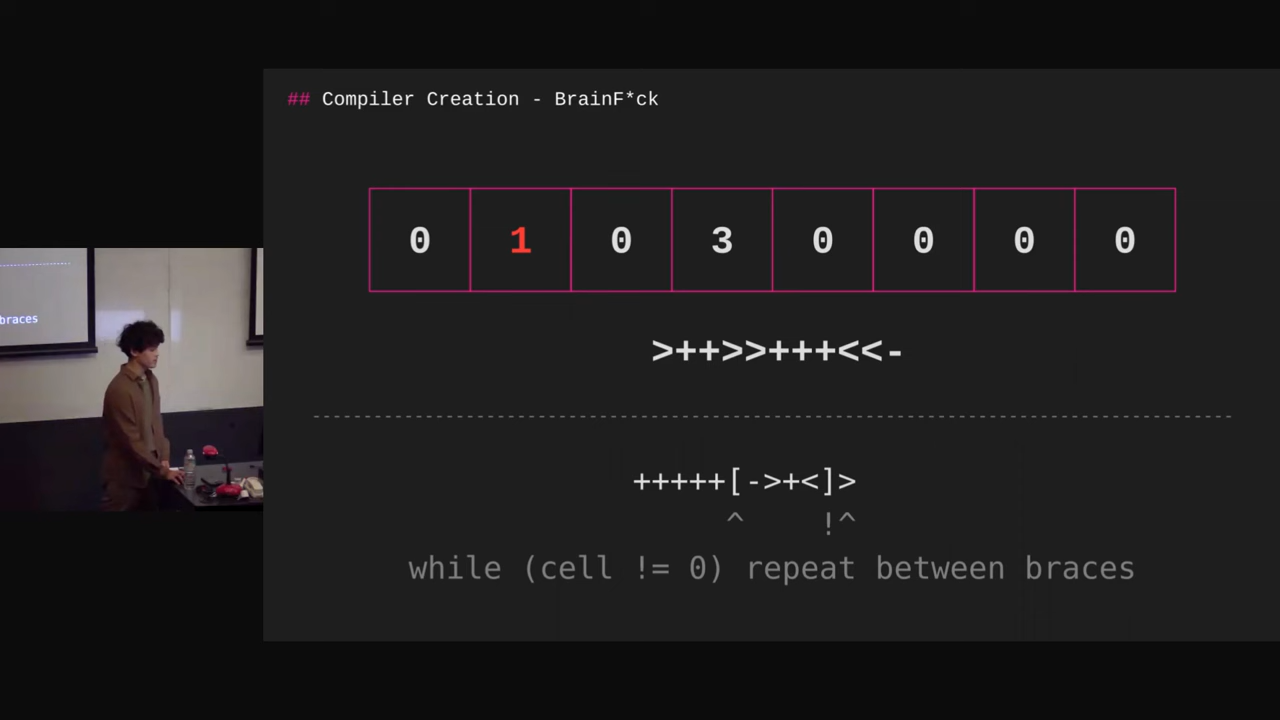 ## Compiler Creation - BrainF*ck
0 1 0 3 0 0 0 0
>++>>+++<<-
+++++[->+<]>
^ !^
while (cell != 0) repeat between braces
braces